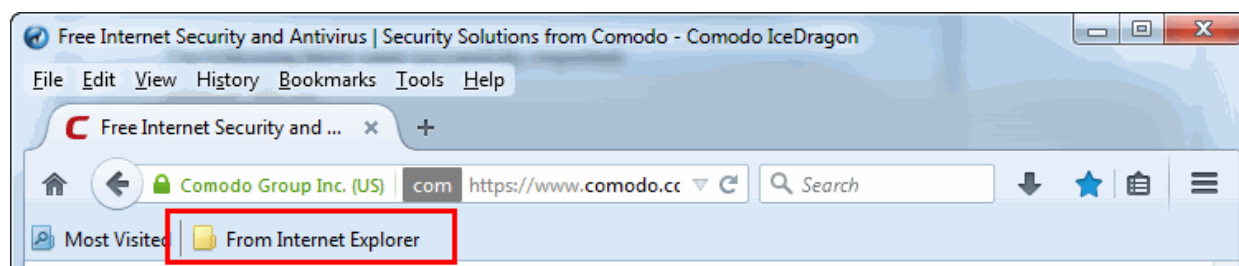 Free Internet Security and Antivirus | Security Solutions from Comodo - Comodo IceDragon
File Edit View History Bookmarks Tools Help
Free Internet Security and ... × +
Comodo Group Inc. (US) com https://www.comodo.cc Search
Most Visited From Internet Explorer